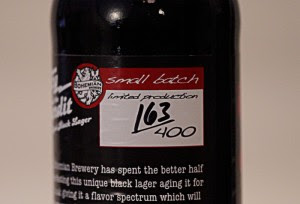 small batch
BOHEMIAN
limited production
163
400
Black Lager
Brewery has spent the better half
this unique black lager aging it for
giving it a flavor spectrum which will